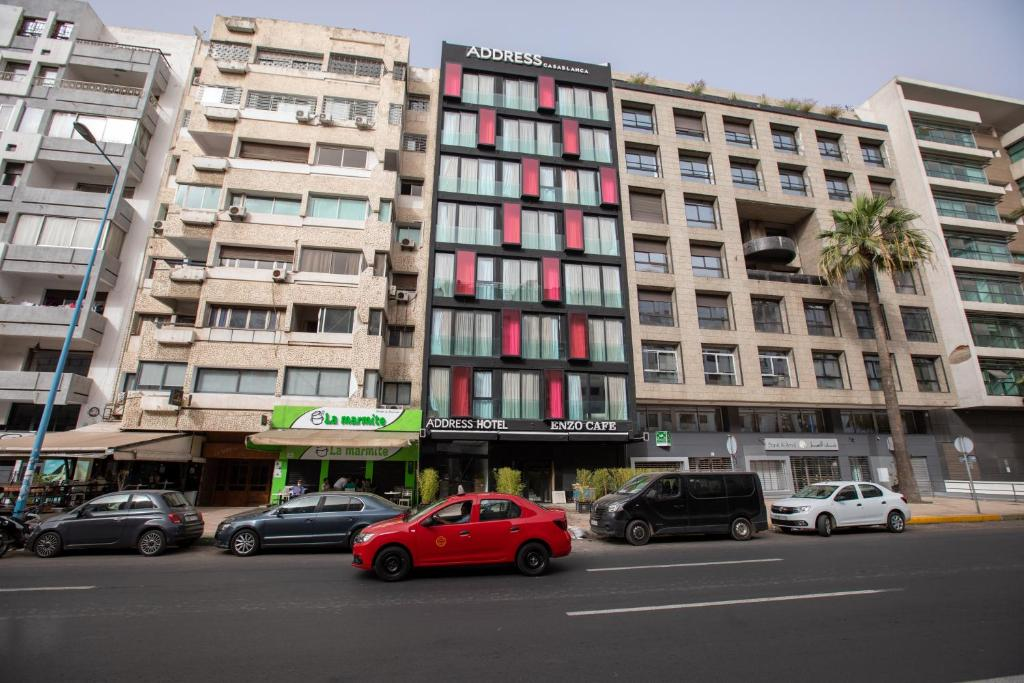 ADDRESS
CASABLANCA
La marmite
La marmite
ADDRESS HOTEL
ENZO CAFE